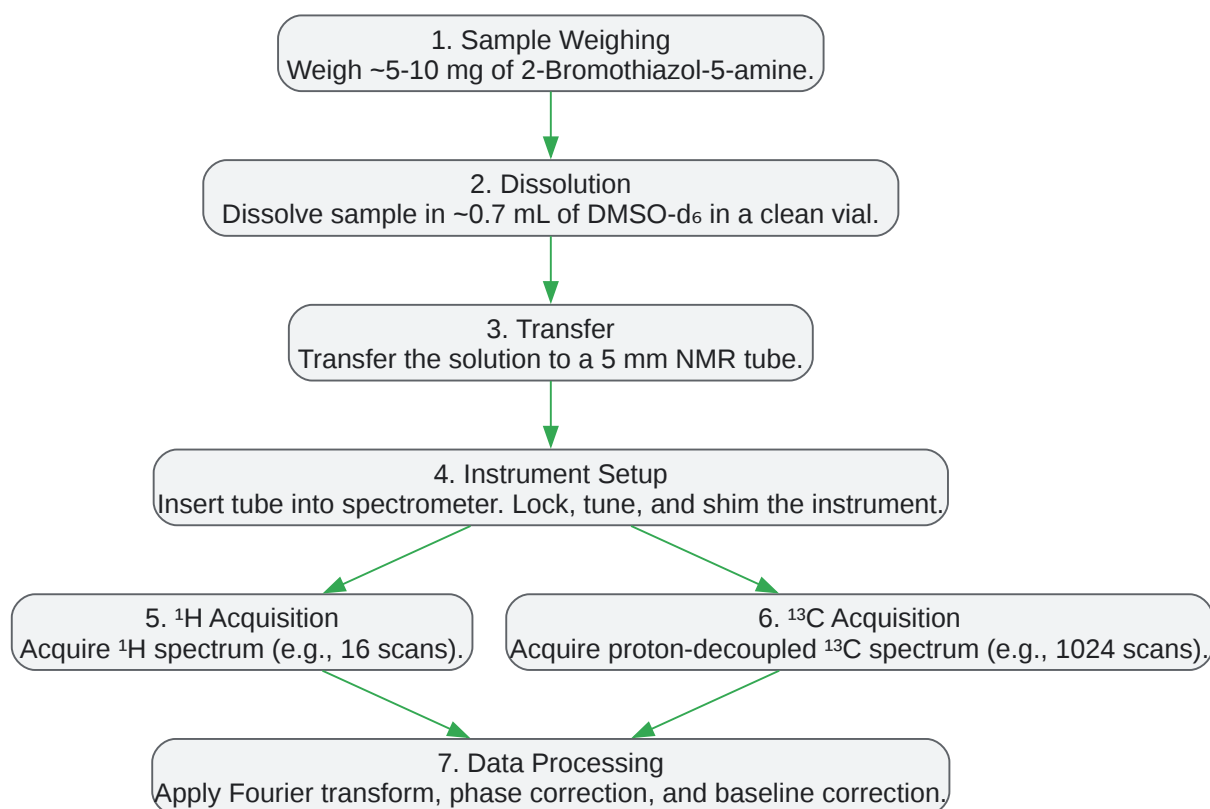 1. Sample Weighing
Weigh ~5-10 mg of 2-Bromothiazol-5-amine.
2. Dissolution
Dissolve sample in ~0.7 mL of DMSO-d₆ in a clean vial.
3. Transfer
Transfer the solution to a 5 mm NMR tube.
4. Instrument Setup
Insert tube into spectrometer. Lock, tune, and shim the instrument.
5. ¹H Acquisition
Acquire ¹H spectrum (e.g., 16 scans).
6. ¹³C Acquisition
Acquire proton-decoupled ¹³C spectrum (e.g., 1024 scans).
7. Data Processing
Apply Fourier transform, phase correction, and baseline correction.